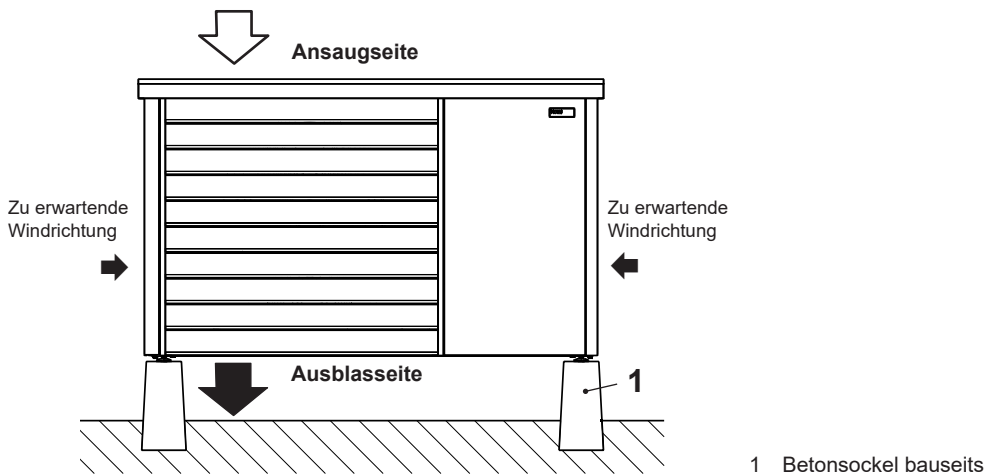 Ansaugseite
Zu erwartende
Windrichtung
Zu erwartende
Windrichtung
Ausblasseite
1
1 Betonsockel bauseits